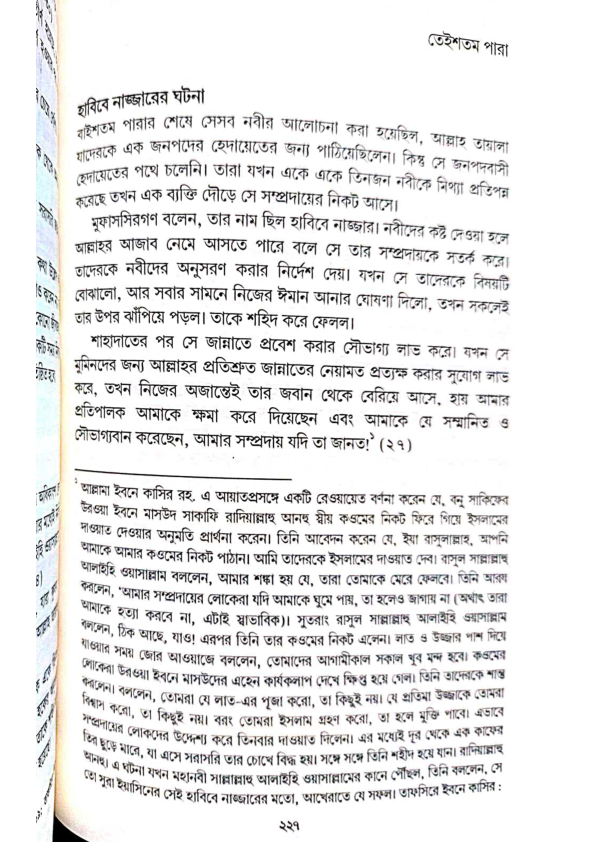 তেইশতম পারা
হাবিবে নাজ্জারের ঘটনা
বাইশতম পারার শেষে সেসব নবীর আলোচনা করা হয়েছিল, আল্লাহ তায়ালা
যাদেরকে এক জনপদের হেদায়েতের জন্য পাঠিয়েছিলেন। কিন্তু সে জনপদবাসী
হেদায়েতের পথে চলেনি। তারা যখন একে একে তিনজন নবীকে মিথ্যা প্রতিপন্ন
করেছে তখন এক ব্যক্তি দৌড়ে সে সম্প্রদায়ের নিকট আসে।
মুফাসসিরগণ বলেন, তার নাম ছিল হাবিবে নাজ্জার। নবীদের কষ্ট দেওয়া হলে
আল্লাহর আজাব নেমে আসতে পারে বলে সে তার সম্প্রদায়কে সতর্ক করে।
তাদেরকে নবীদের অনুসরণ করার নির্দেশ দেয়। যখন সে তাদেরকে বিষয়টি
বোঝালো, আর সবার সামনে নিজের ঈমান আনার ঘোষণা দিলো, তখন সকলেই
তার উপর ঝাঁপিয়ে পড়ল। তাকে শহিদ করে ফেলল।
শাহাদাতের পর সে জান্নাতে প্রবেশ করার সৌভাগ্য লাভ করে। যখন সে
মুমিনদের জন্য আল্লাহর প্রতিশ্রুত জান্নাতের নেয়ামত প্রত্যক্ষ করার সুযোগ লাভ
করে, তখন নিজের অজান্তেই তার জবান থেকে বেরিয়ে আসে, হায় আমার
প্রতিপালক আমাকে ক্ষমা করে দিয়েছেন এবং আমাকে যে সম্মানিত ও
সৌভাগ্যবান করেছেন, আমার সম্প্রদায় যদি তা জানত!১ (২৭)
১ আল্লামা ইবনে কাসির রহ. এ আয়াতপ্রসঙ্গে একটি রেওয়ায়েত বর্ণনা করেন যে, বনু সাকিফের
উরওয়া ইবনে মাসউদ সাকাফি রাদিয়াল্লাহু আনহু স্বীয় কওমের নিকট ফিরে গিয়ে ইসলামের
দাওয়াত দেওয়ার অনুমতি প্রার্থনা করেন। তিনি আবেদন করেন যে, ইয়া রাসুলাল্লাহ, আপনি
আমাকে আমার কওমের নিকট পাঠান। আমি তাদেরকে ইসলামের দাওয়াত দেব। রাসুল সাল্লাল্লাহু
আলাইহি ওয়াসাল্লাম বললেন, আমার শঙ্কা হয় যে, তারা তোমাকে মেরে ফেলবে। তিনি আরয
করলেন, 'আমার সম্প্রদায়ের লোকেরা যদি আমাকে ঘুমে পায়, তা হলেও জাগায় না (অর্থাৎ তারা
আমাকে হত্যা করবে না, এটাই স্বাভাবিক)। সুতরাং রাসুল সাল্লাল্লাহু আলাইহি ওয়াসাল্লাম
বললেন, ঠিক আছে, যাও! এরপর তিনি তার কওমের নিকট এলেন। লাত ও উজ্জার পাশ দিয়ে
যাওয়ার সময় জোর আওয়াজে বললেন, তোমাদের আগামীকাল সকাল খুব মন্দ হবে। কওমের
লোকেরা উরওয়া ইবনে মাসউদের এহেন কার্যকলাপ দেখে ক্ষিপ্ত হয়ে গেল। তিনি তাদেরকে শান্ত
করলেন। বললেন, তোমরা যে লাত-এর পূজা করো, তা কিছুই নয়। যে প্রতিমা উজ্জাকে তোমরা
বিশ্বাস করো, তা কিছুই নয়। বরং তোমরা ইসলাম গ্রহণ করো, তা হলে মুক্তি পাবে। এভাবে
সম্প্রদায়ের লোকদের উদ্দেশ্য করে তিনবার দাওয়াত দিলেন। এর মধ্যেই দূর থেকে এক কাফের
তির ছুড়ে মারে, যা এসে সরাসরি তার চোখে বিদ্ধ হয়। সঙ্গে সঙ্গে তিনি শহীদ হয়ে যান। রাদিয়াল্লাহু
আনহু। এ ঘটনা যখন মহানবী সাল্লাল্লাহু আলাইহি ওয়াসাল্লামের কানে পৌঁছল, তিনি বললেন, সে
তো সুরা ইয়াসিনের সেই হাবিবে নাজ্জারের মতো, আখেরাতে যে সফল। তাফসিরে ইবনে কাসির :
২২৭